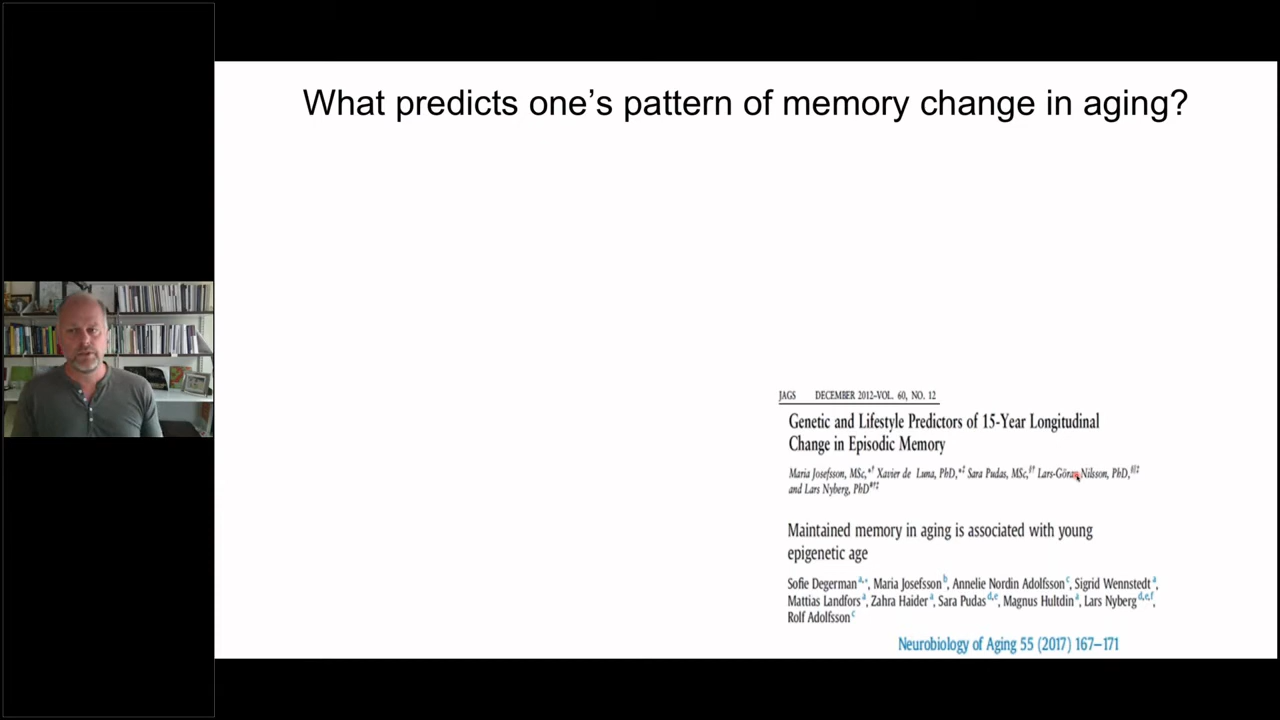 What predicts one's pattern of memory change in aging?
JAGS DECEMBER 2012–VOL. 60, NO. 12
Genetic and Lifestyle Predictors of 15-Year Longitudinal
Change in Episodic Memory
Maria Josefsson, MSc,*† Xavier de Luna, PhD,*‡ Sara Pudas, MSc, Lars-Göran Nilsson, PhD,
and Lars Nyberg, PhD
Maintained memory in aging is associated with young
epigenetic age
Sofie Degerman a,*, Maria Josefsson b, Annelie Nordin Adolfsson c, Sigrid Wennstedt a,
Mattias Landfors a, Zahra Haider a, Sara Pudas d,e, Magnus Hultdin a, Lars Nyberg d,e,f,
Rolf Adolfsson c
Neurobiology of Aging 55 (2017) 167–171